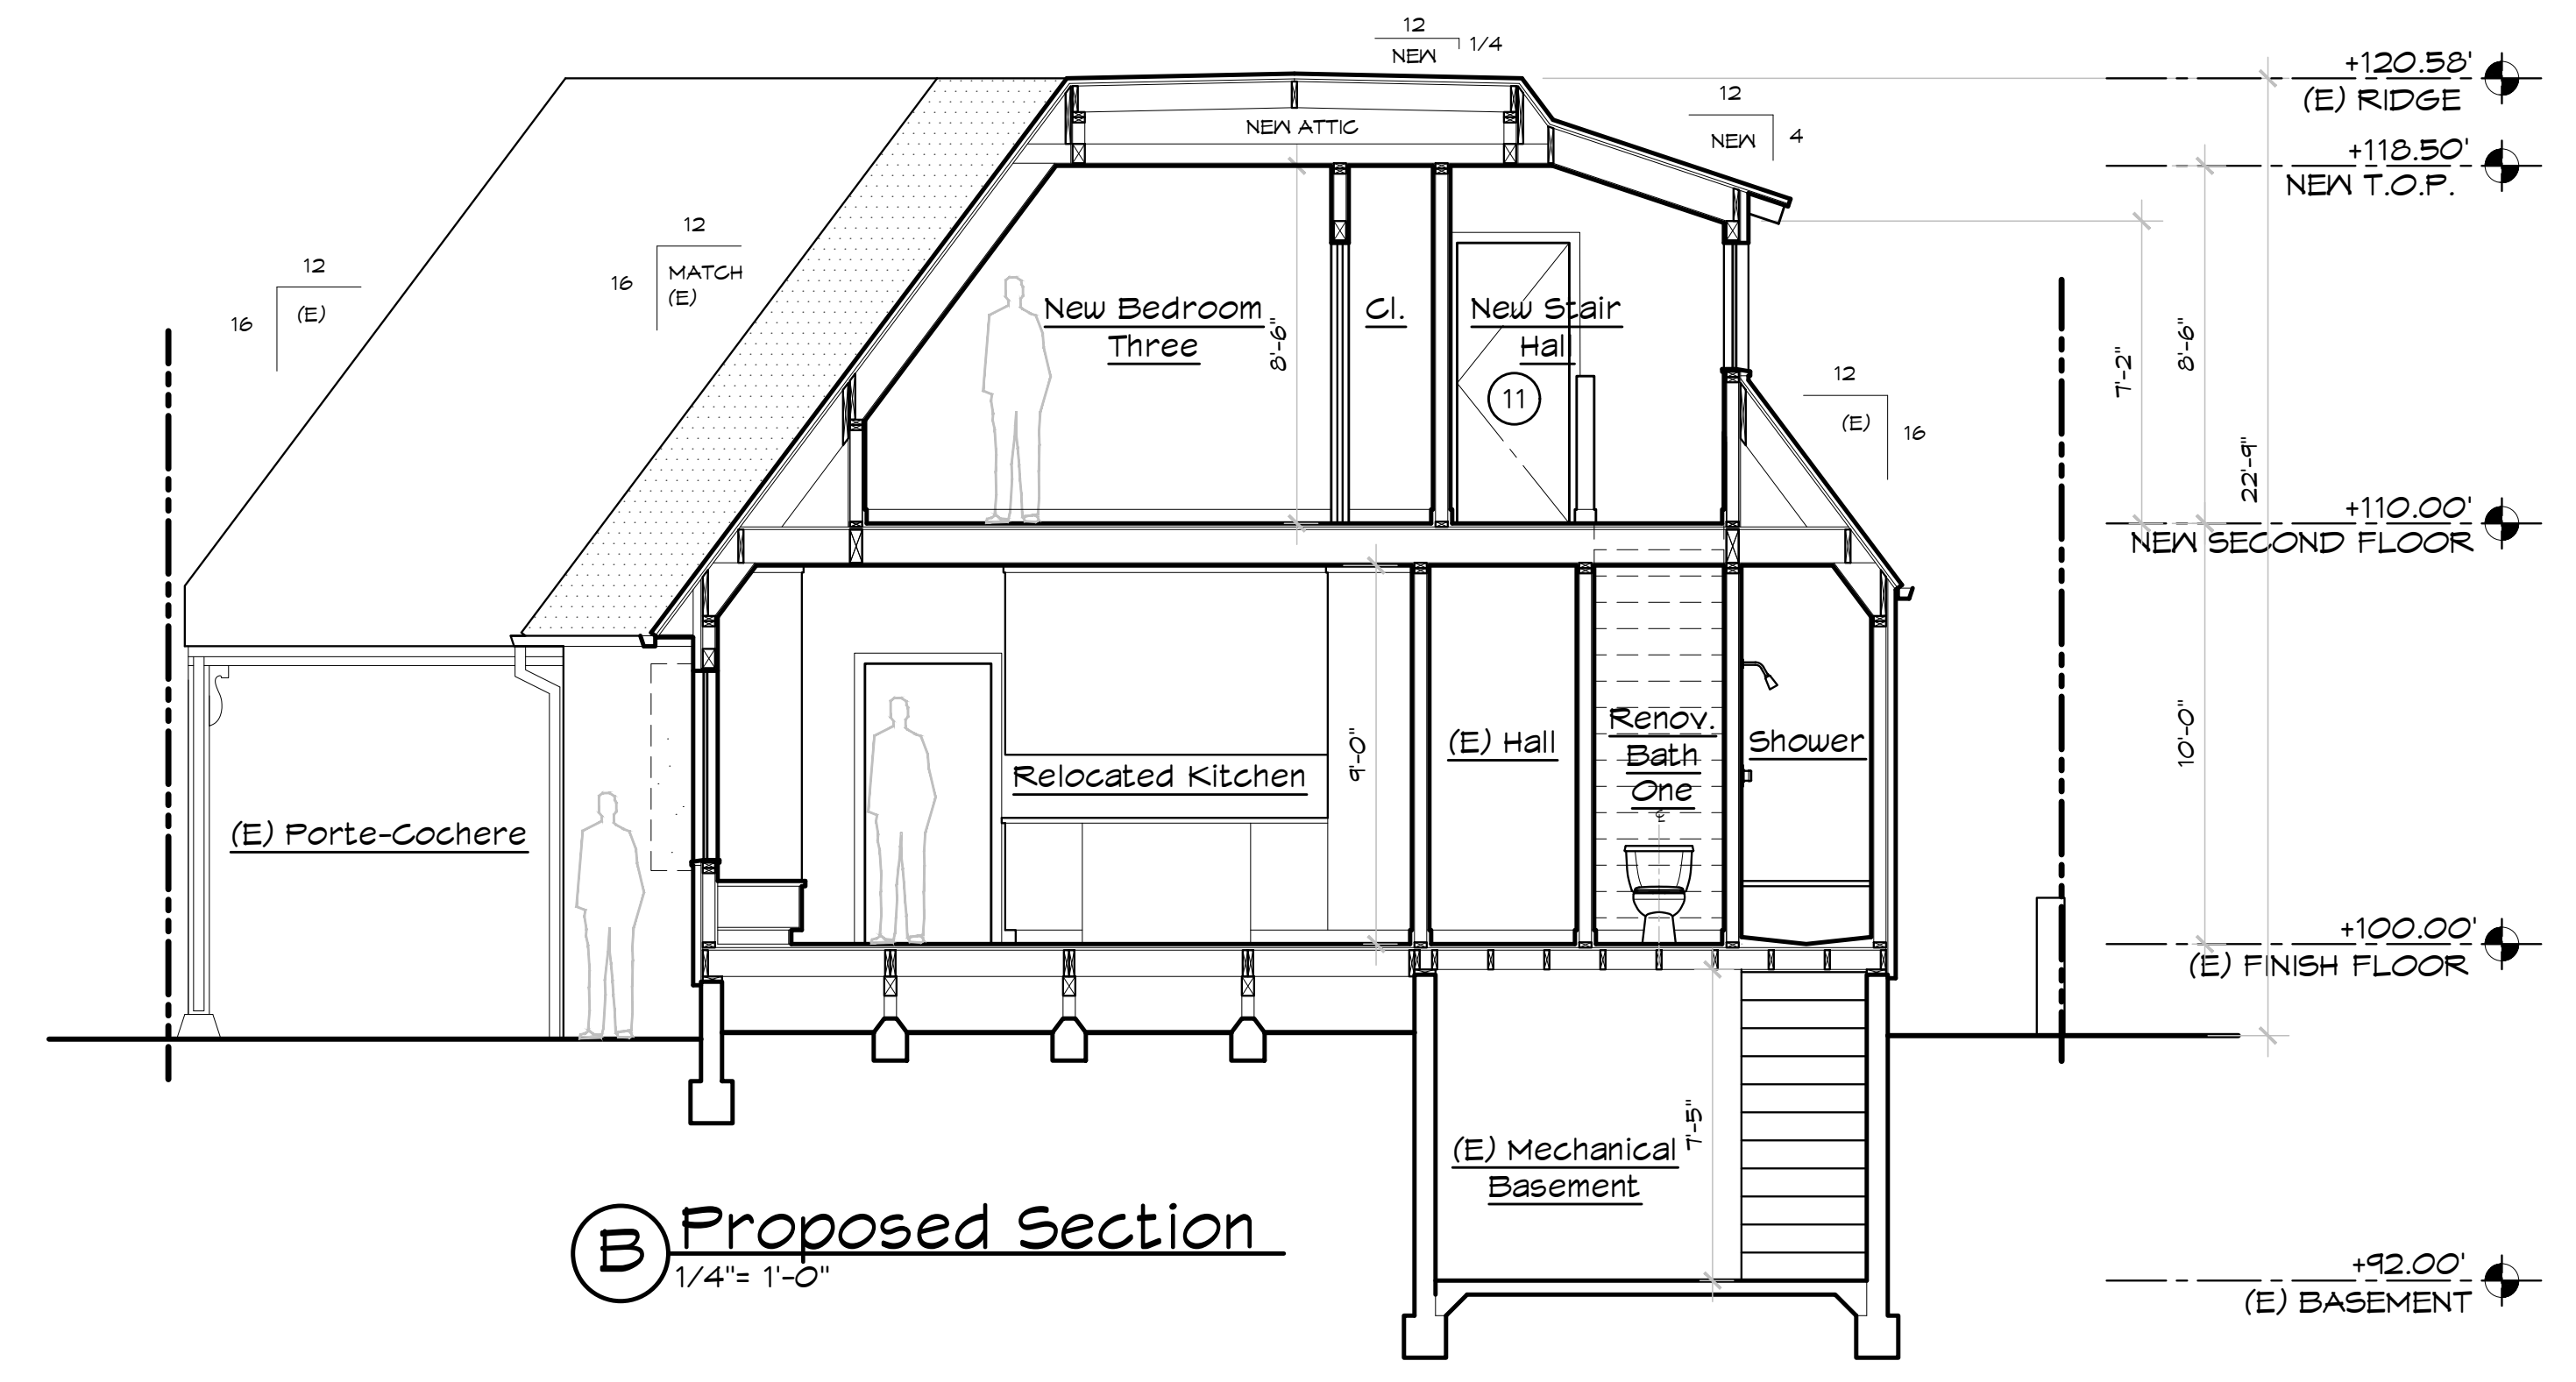 12
NEW
1/4
+120.58'
(E) RIDGE
12
NEW
4
NEW ATTIC
+118.50'
NEW T.O.P.
12
16
MATCH
(E)
12
16
(E)
New Bedroom
Three
8'-6"
Cl.
New Stair
Hall
11
12
(E)
16
7'-2"
8'-6"
22'-9"
+110.00'
NEW SECOND FLOOR
(E) Porte-Cochere
Relocated Kitchen
9'-0"
(E) Hall
Renov.
Bath
One
℄
Shower
10'-0"
+100.00'
(E) FINISH FLOOR
(E) Mechanical
Basement
7'-5"
B
Proposed Section
1/4"= 1'-0"
+92.00'
(E) BASEMENT